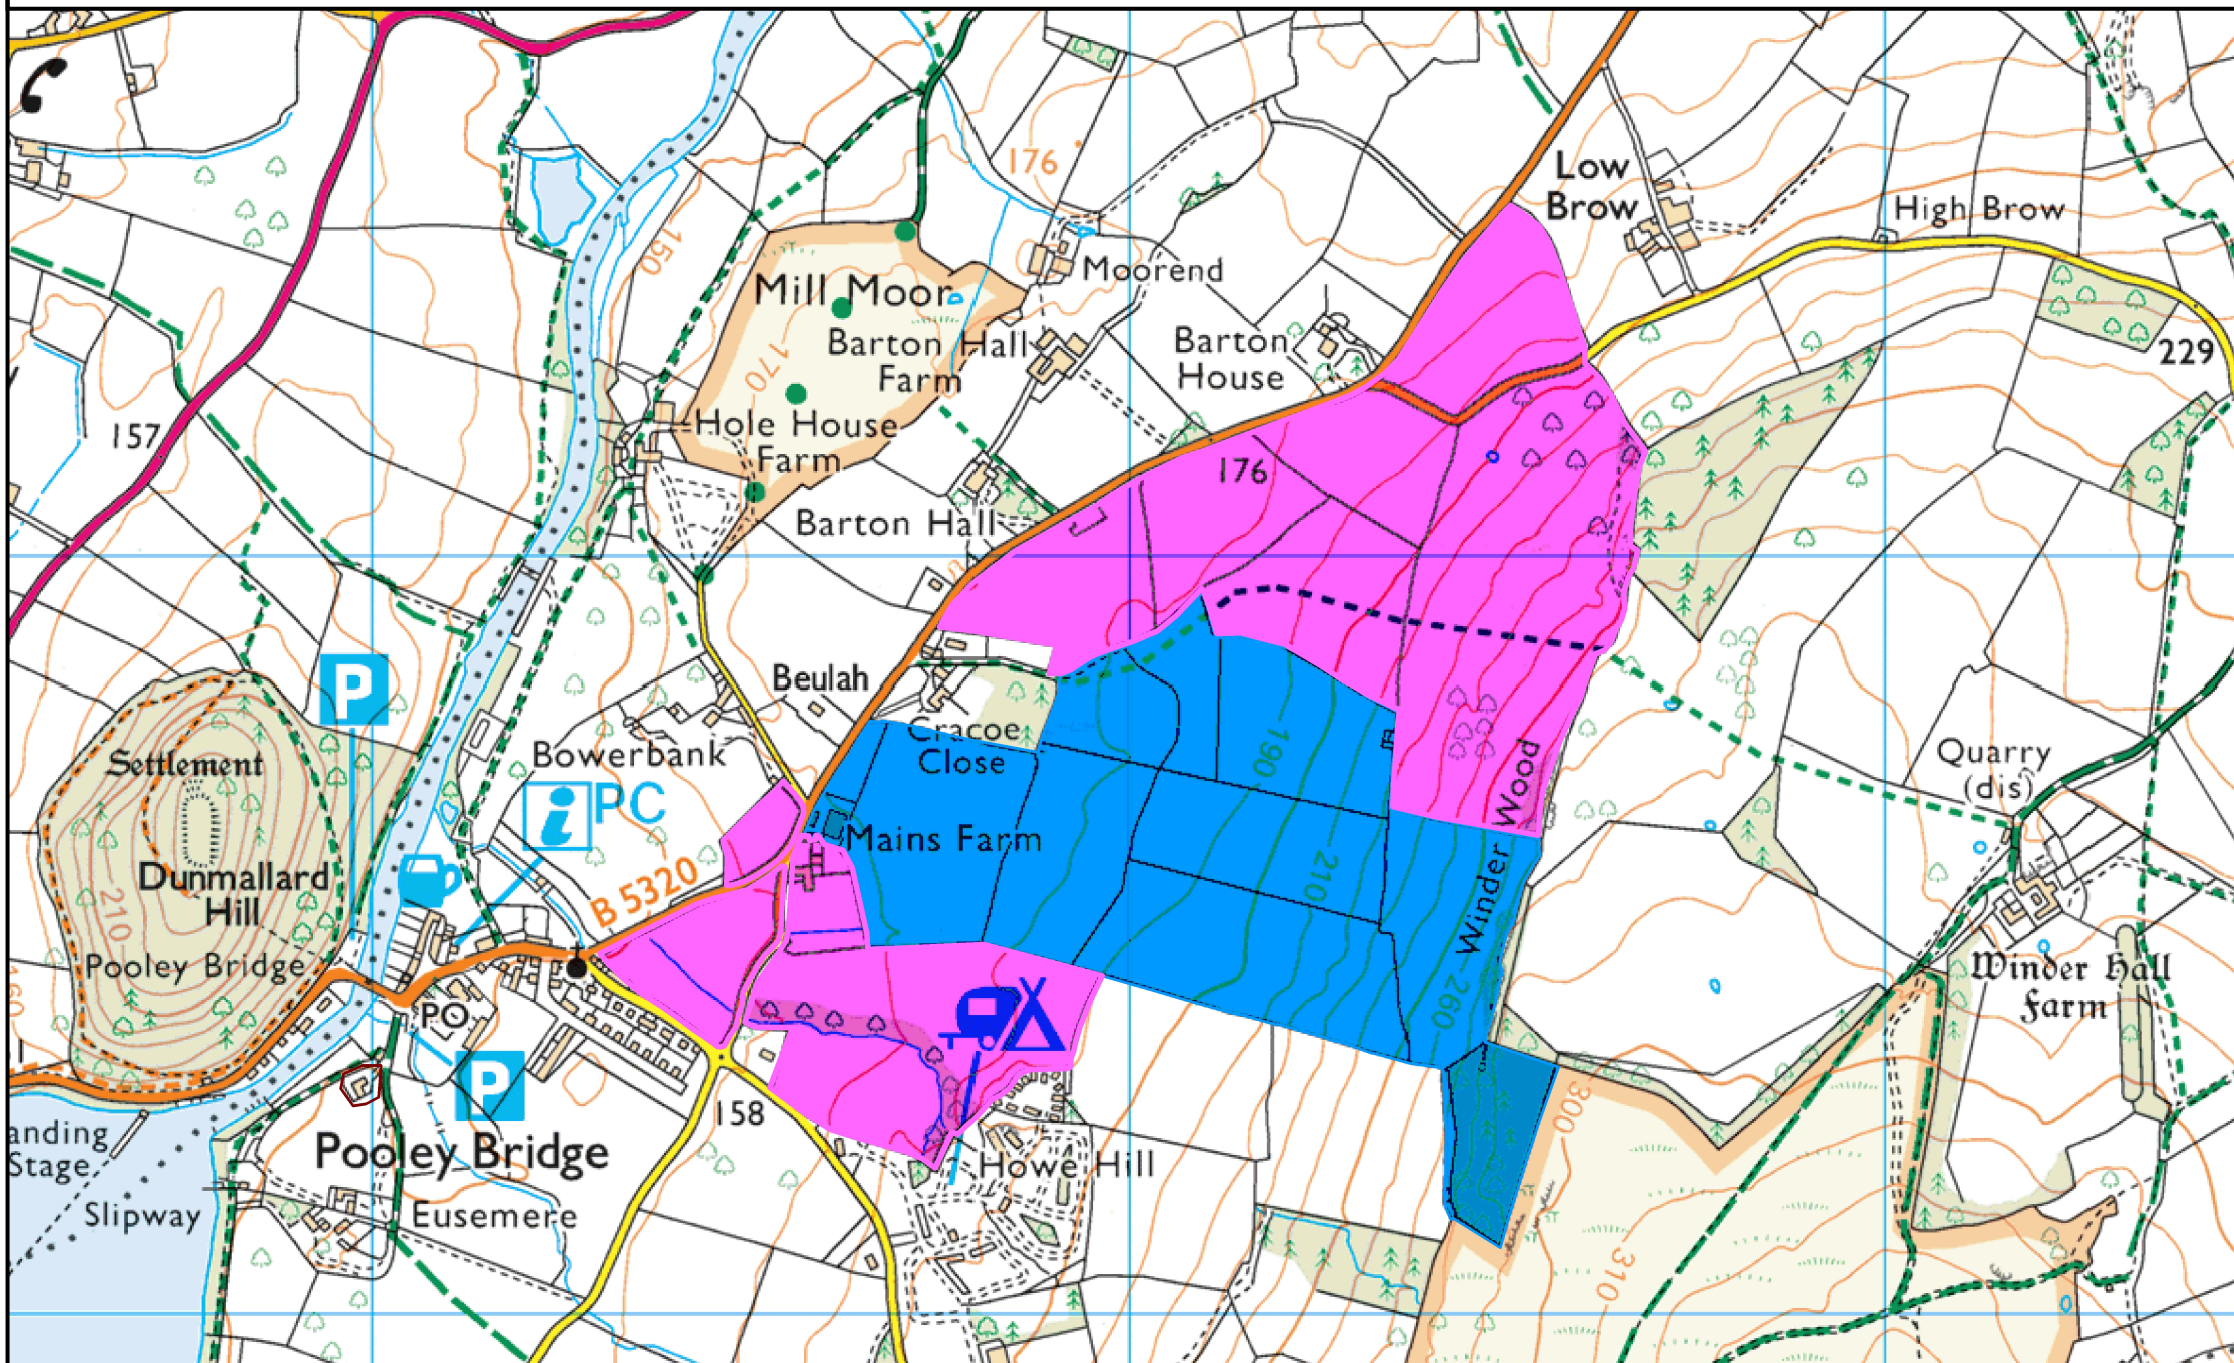 176
Low
Brow
High Brow
150
Moorend
Mill Moor
229
Barton Hall
Farm
Barton
House
170
157
Hole House
Farm
176
Barton Hall
P
Beulah
Cracoe
Close
Bowerbank
190
Wood
Quarry
(dis)
Settlement
i
PC
Mains Farm
Dunmallard
Hill
210
B 5320
210
Winder
Pooley Bridge
260
Winder Hall
Farm
160
PO
P
158
300
anding
Stage
Pooley Bridge
Howe Hill
Slipway
Eusemere
310